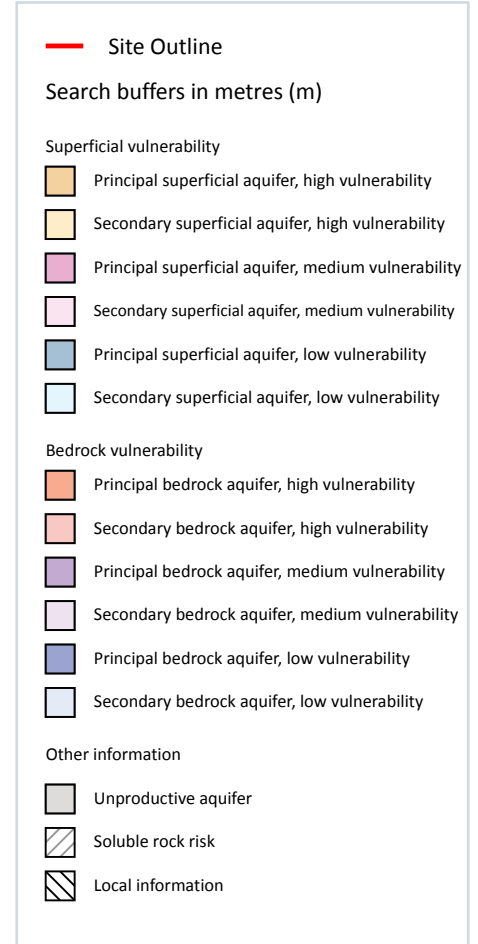 Site Outline
Search buffers in metres (m)
Superficial vulnerability
Principal superficial aquifer, high vulnerability
Secondary superficial aquifer, high vulnerability
Principal superficial aquifer, medium vulnerability
Secondary superficial aquifer, medium vulnerability
Principal superficial aquifer, low vulnerability
Secondary superficial aquifer, low vulnerability
Bedrock vulnerability
Principal bedrock aquifer, high vulnerability
Secondary bedrock aquifer, high vulnerability
Principal bedrock aquifer, medium vulnerability
Secondary bedrock aquifer, medium vulnerability
Principal bedrock aquifer, low vulnerability
Secondary bedrock aquifer, low vulnerability
Other information
Unproductive aquifer
Soluble rock risk
Local information